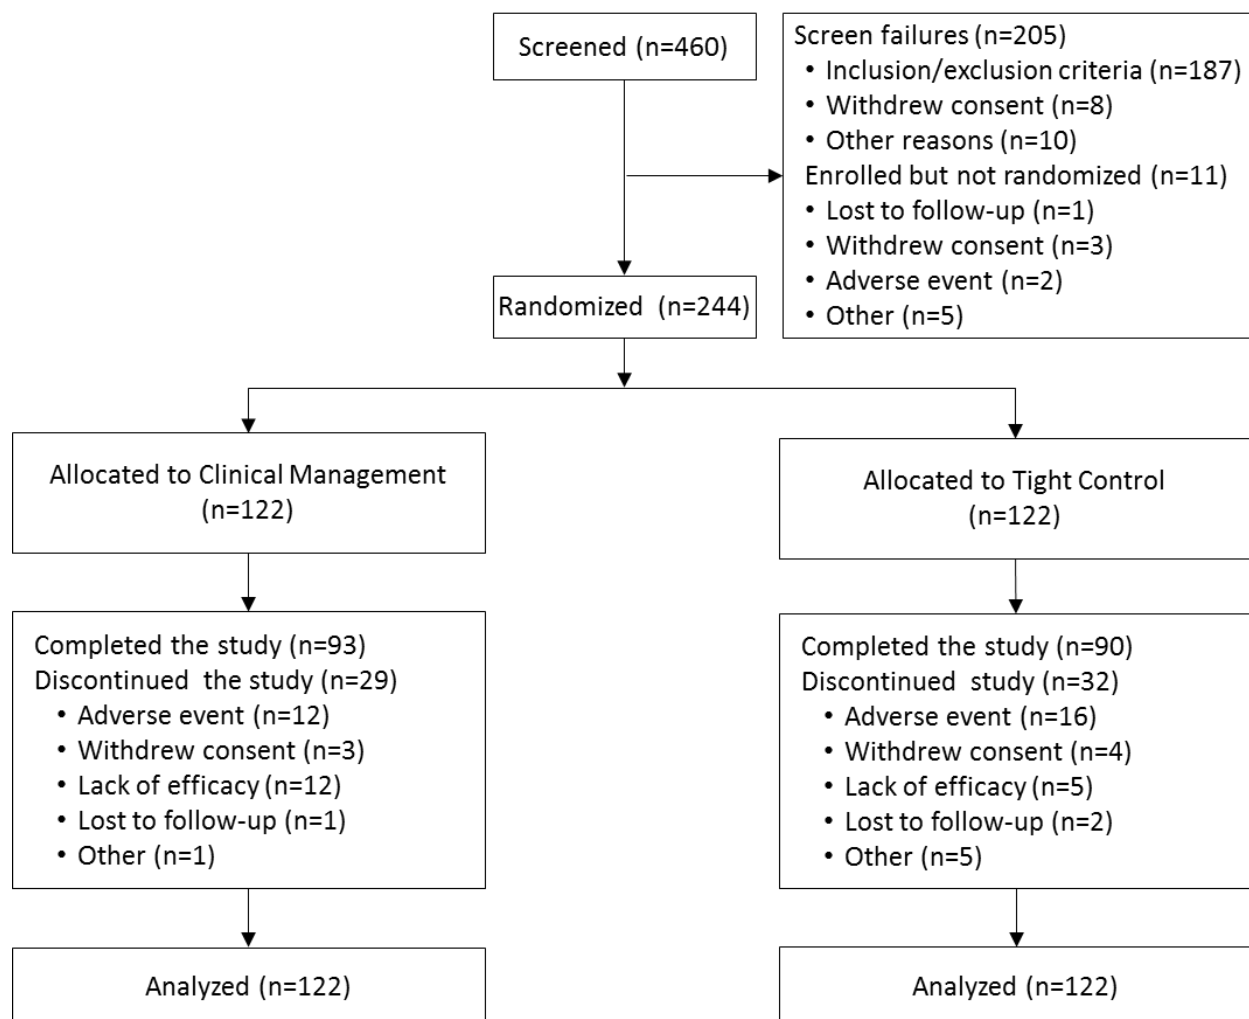 Screened (n=460)
Screen failures (n=205)
• Inclusion/exclusion criteria (n=187)
• Withdrew consent (n=8)
• Other reasons (n=10)
Enrolled but not randomized (n=11)
• Lost to follow-up (n=1)
• Withdrew consent (n=3)
• Adverse event (n=2)
• Other (n=5)
Randomized (n=244)
Allocated to Clinical Management
(n=122)
Allocated to Tight Control
(n=122)
Completed the study (n=93)
Discontinued the study (n=29)
• Adverse event (n=12)
• Withdrew consent (n=3)
• Lack of efficacy (n=12)
• Lost to follow-up (n=1)
• Other (n=1)
Completed the study (n=90)
Discontinued study (n=32)
• Adverse event (n=16)
• Withdrew consent (n=4)
• Lack of efficacy (n=5)
• Lost to follow-up (n=2)
• Other (n=5)
Analyzed (n=122)
Analyzed (n=122)